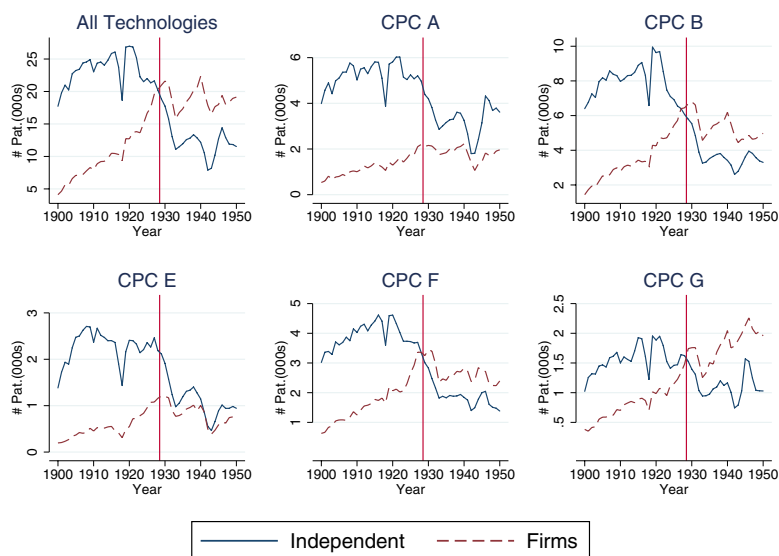 All Technologies
# Pat.(000s)
25
20
15
10
5
1900 1910 1920 1930 1940 1950
Year
CPC A
# Pat.(000s)
6
4
2
0
1900 1910 1920 1930 1940 1950
Year
CPC B
# Pat.(000s)
10
8
6
4
2
1900 1910 1920 1930 1940 1950
Year
CPC E
# Pat.(000s)
3
2
1
0
1900 1910 1920 1930 1940 1950
Year
CPC F
# Pat.(000s)
5
4
3
2
1
1900 1910 1920 1930 1940 1950
Year
CPC G
# Pat.(000s)
2.5
2
1.5
1
.5
1900 1910 1920 1930 1940 1950
Year
Independent Firms